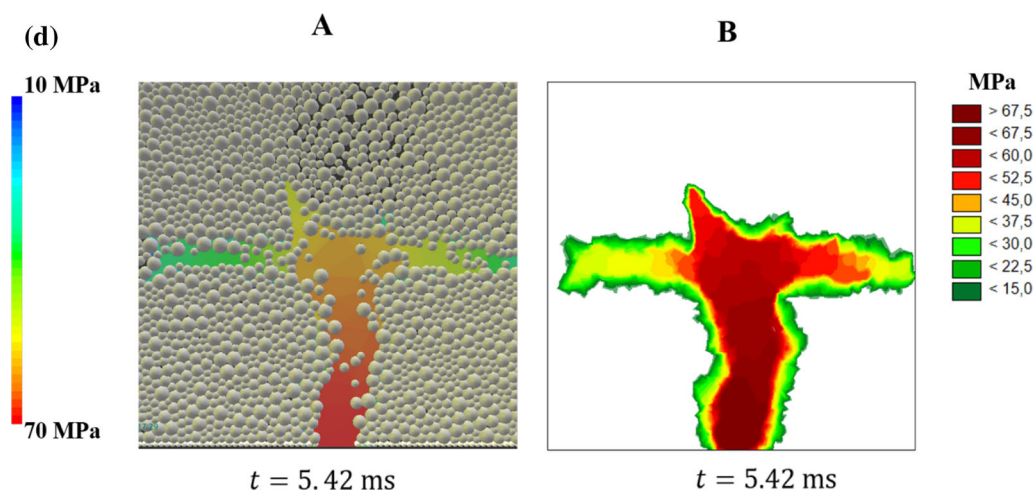 (d)
A
B
10 MPa
70 MPa
MPa
> 67,5
< 67,5
< 60,0
< 52,5
< 45,0
< 37,5
< 30,0
< 22,5
< 15,0
t = 5.42 ms
t = 5.42 ms